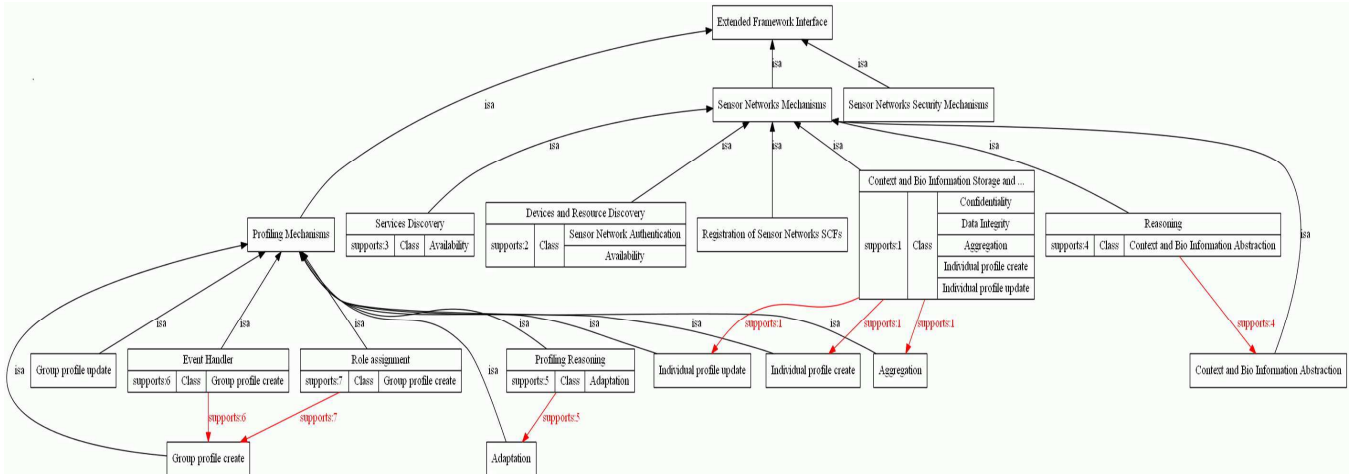 Extended Framework Interface
isa
isa
isa
Sensor Networks Mechanisms
Sensor Networks Security Mechanisms
isa
isa
isa
isa
isa
isa
Profiling Mechanisms
Services Discovery
supports:3 Class Availability
Devices and Resource Discovery
supports:2 Class
Sensor Network Authentication
Availability
Registration of Sensor Networks SCFs
Context and Bio Information Storage and ...
supports:1 Class
Confidentiality
Data Integrity
Aggregation
Individual profile create
Individual profile update
Reasoning
supports:4 Class Context and Bio Information Abstraction
isa
isa
isa
isa
isa
isa
isa
supports:1
supports:1
supports:1
supports:4
Group profile update
Event Handler
supports:6 Class Group profile create
Role assignment
supports:7 Class Group profile create
isa
isa
Profiling Reasoning
supports:5 Class Adaptation
Individual profile update
Individual profile create
Aggregation
Context and Bio Information Abstraction
supports:6
supports:7
supports:5
Group profile create
Adaptation